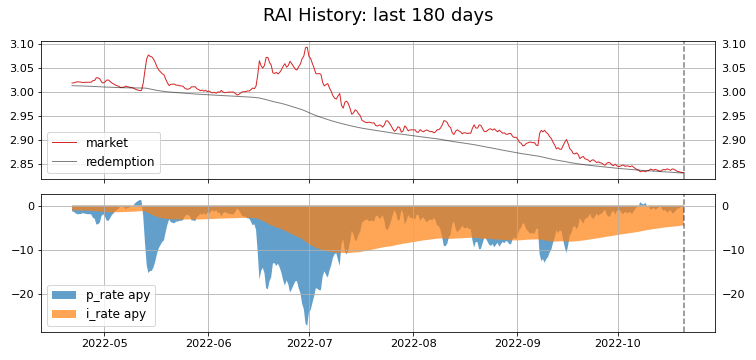 RAI History: last 180 days
3.10 3.10
3.05 3.05
3.00 3.00
2.95 2.95
2.90 2.90
2.85 2.85
market
redemption
0 0
−10 −10
−20 −20
p_rate apy
i_rate apy
2022-05 2022-06 2022-07 2022-08 2022-09 2022-10